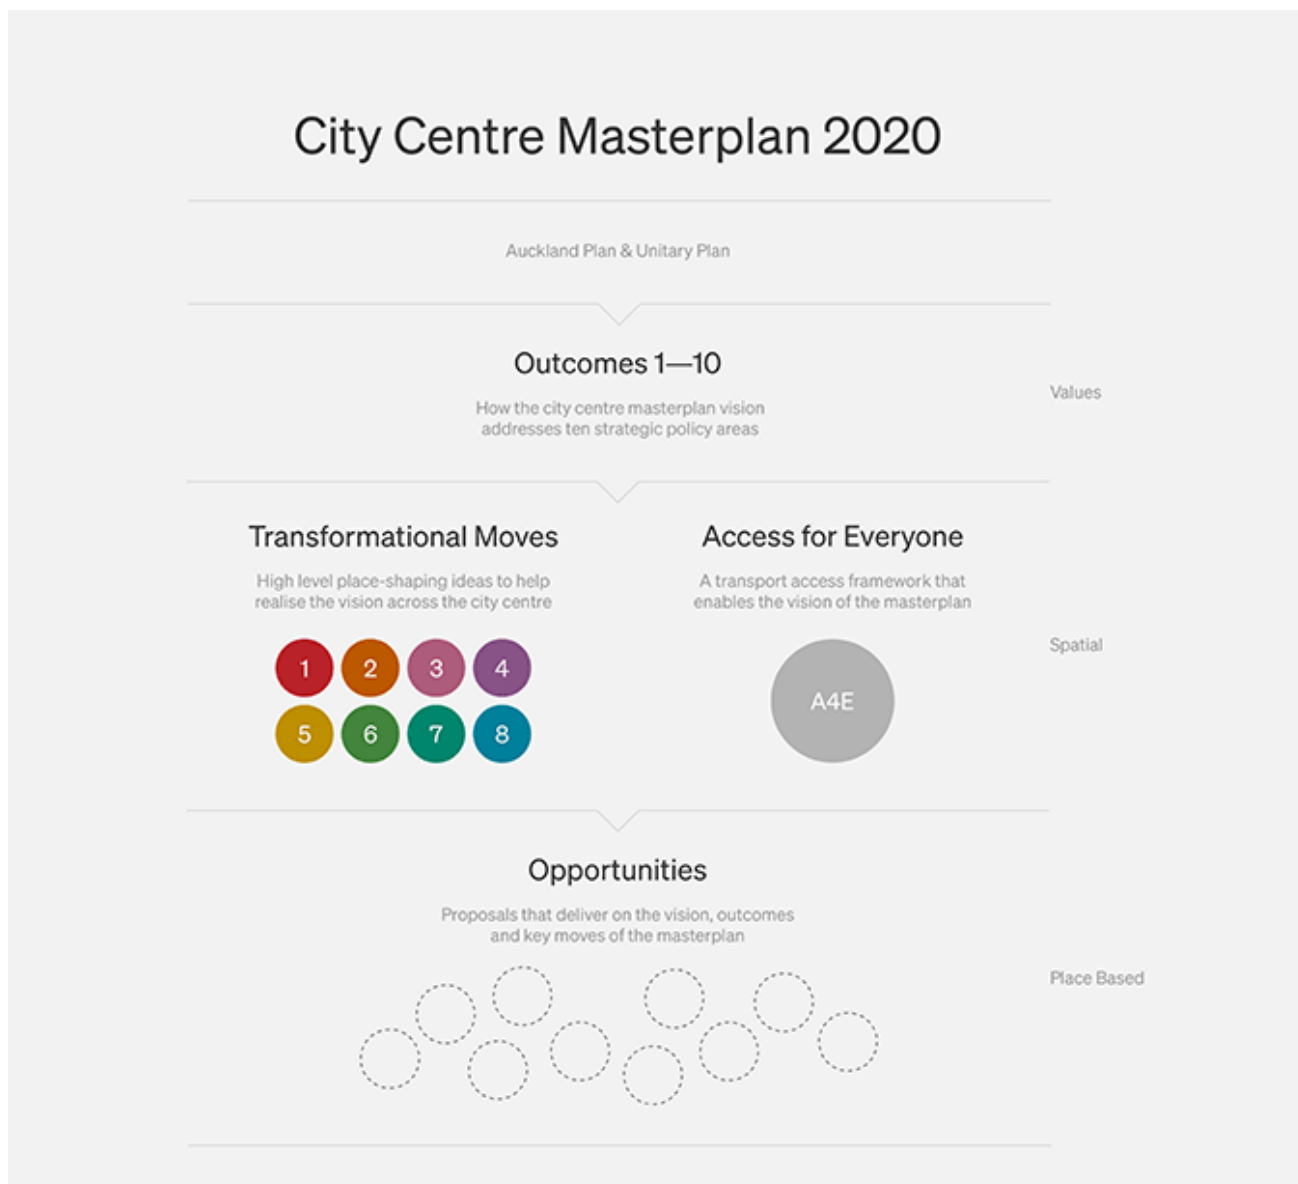 City Centre Masterplan 2020
Auckland Plan & Unitary Plan
Outcomes 1—10
How the city centre masterplan vision
addresses ten strategic policy areas
Values
Transformational Moves
High level place-shaping ideas to help
realise the vision across the city centre
1 2 3 4
5 6 7 8
Access for Everyone
A transport access framework that
enables the vision of the masterplan
A4E
Spatial
Opportunities
Proposals that deliver on the vision, outcomes
and key moves of the masterplan
Place Based